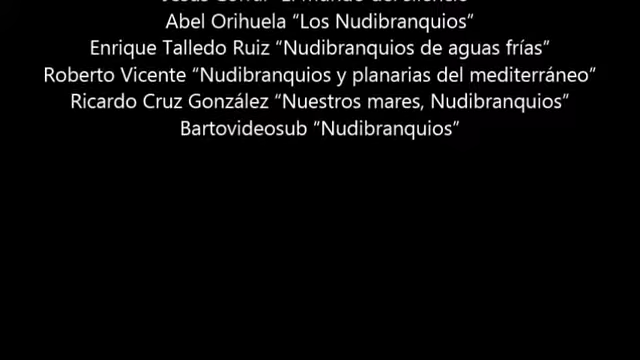 Abel Orihuela “Los Nudibranquios”
Enrique Talledo Ruiz “Nudibranquios de aguas frías”
Roberto Vicente “Nudibranquios y planarias del mediterráneo”
Ricardo Cruz González “Nuestros mares, Nudibranquios”
Bartovideosub “Nudibranquios”